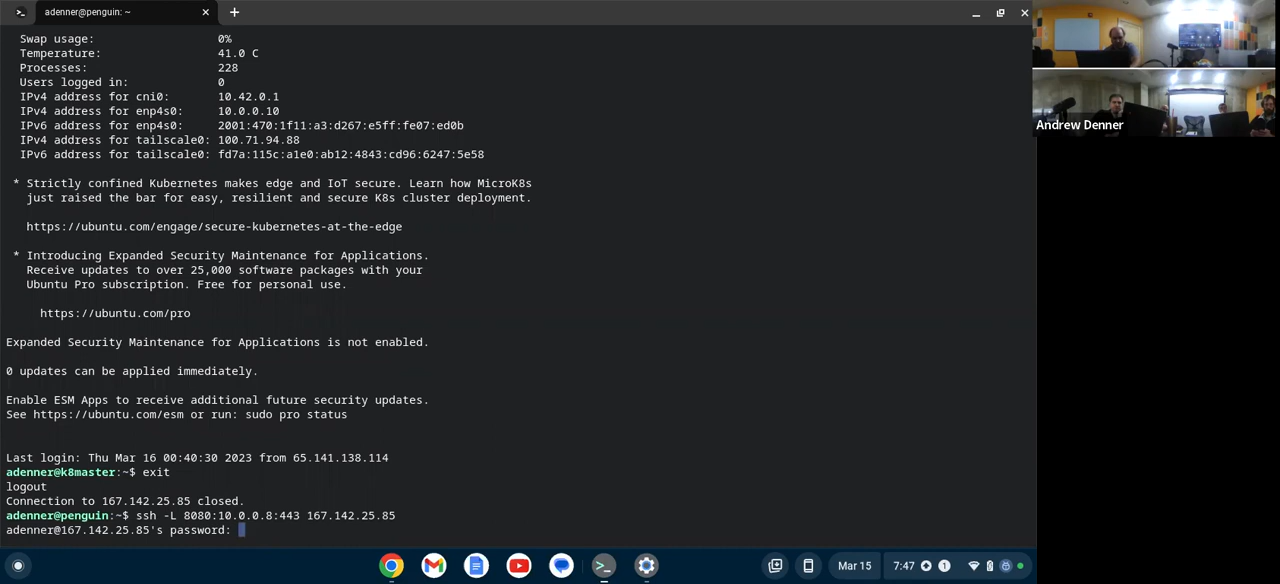 adenner@penguin: ~
Swap usage: 0%
Temperature: 41.0 C
Processes: 228
Users logged in: 0
IPv4 address for cni0: 10.42.0.1
IPv4 address for enp4s0: 10.0.0.10
IPv6 address for enp4s0: 2001:470:1f11:a3:d267:e5ff:fe07:ed0b
IPv4 address for tailscale0: 100.71.94.88
IPv6 address for tailscale0: fd7a:115c:a1e0:ab12:4843:cd96:6247:5e58
* Strictly confined Kubernetes makes edge and IoT secure. Learn how MicroK8s
just raised the bar for easy, resilient and secure K8s cluster deployment.
https://ubuntu.com/engage/secure-kubernetes-at-the-edge
* Introducing Expanded Security Maintenance for Applications.
Receive updates to over 25,000 software packages with your
Ubuntu Pro subscription. Free for personal use.
https://ubuntu.com/pro
Expanded Security Maintenance for Applications is not enabled.
0 updates can be applied immediately.
Enable ESM Apps to receive additional future security updates.
See https://ubuntu.com/esm or run: sudo pro status
Last login: Thu Mar 16 00:40:30 2023 from 65.141.138.114
adenner@k8master:~$ exit
logout
Connection to 167.142.25.85 closed.
adenner@penguin:~$ ssh -L 8080:10.0.0.8:443 167.142.25.85
adenner@167.142.25.85's password:
Andrew Denner
Mar 15
7:47
1